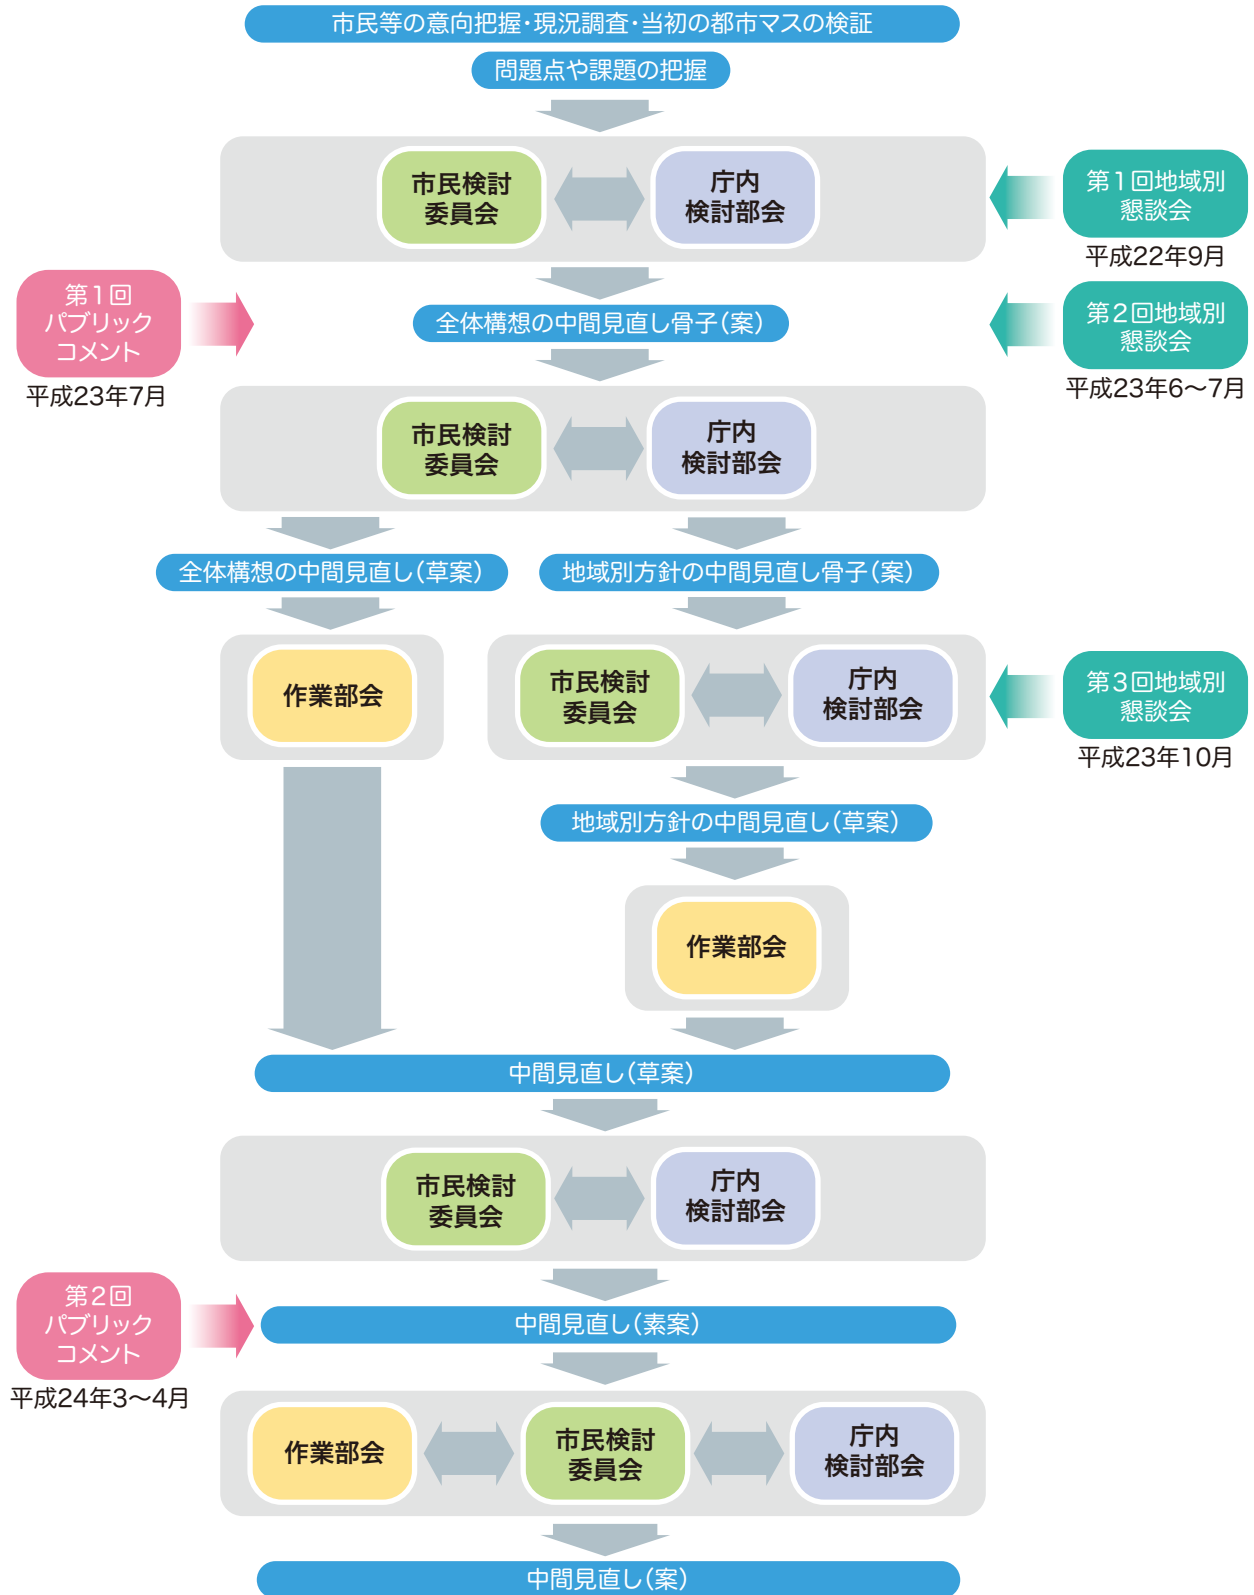 市民等の意向把握・現況調査・当初の都市マスの検証
問題点や課題の把握
市民検討
委員会
庁内
検討部会
第1回地域別
懇談会
平成22年9月
第1回
パブリック
コメント
平成23年7月
全体構想の中間見直し骨子(案)
第2回地域別
懇談会
平成23年6〜7月
市民検討
委員会
庁内
検討部会
全体構想の中間見直し(草案)
地域別方針の中間見直し骨子(案)
作業部会
市民検討
委員会
庁内
検討部会
第3回地域別
懇談会
平成23年10月
地域別方針の中間見直し(草案)
作業部会
中間見直し(草案)
市民検討
委員会
庁内
検討部会
第2回
パブリック
コメント
平成24年3〜4月
中間見直し(素案)
作業部会
市民検討
委員会
庁内
検討部会
中間見直し(案)